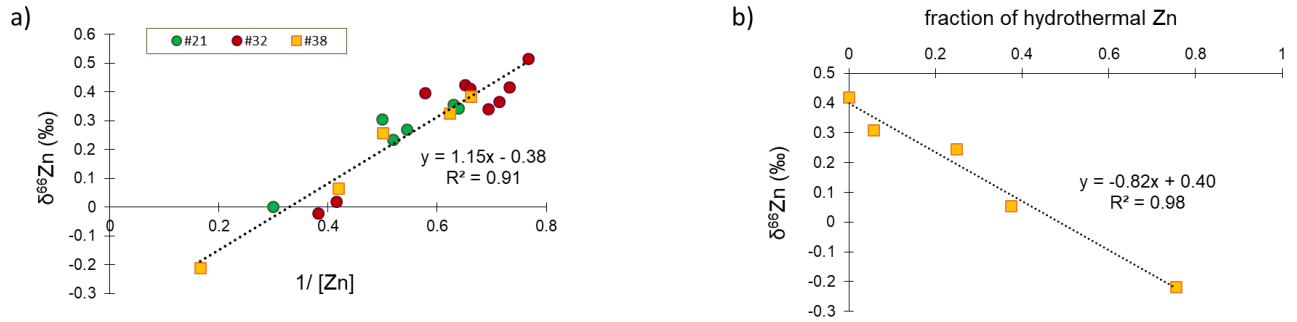 a)
#21 #32 #38
0.6
0.5
0.4
0.3
0.2
0.1
0
-0.1
-0.2
-0.3
0 0.2 0.4 0.6 0.8
δ⁶⁶Zn (‰)
1/ [Zn]
y = 1.15x - 0.38
R² = 0.91
b)
fraction of hydrothermal Zn
0 0.2 0.4 0.6 0.8 1
0.5
0.4
0.3
0.2
0.1
0
-0.1
-0.2
-0.3
δ⁶⁶Zn (‰)
y = -0.82x + 0.40
R² = 0.98